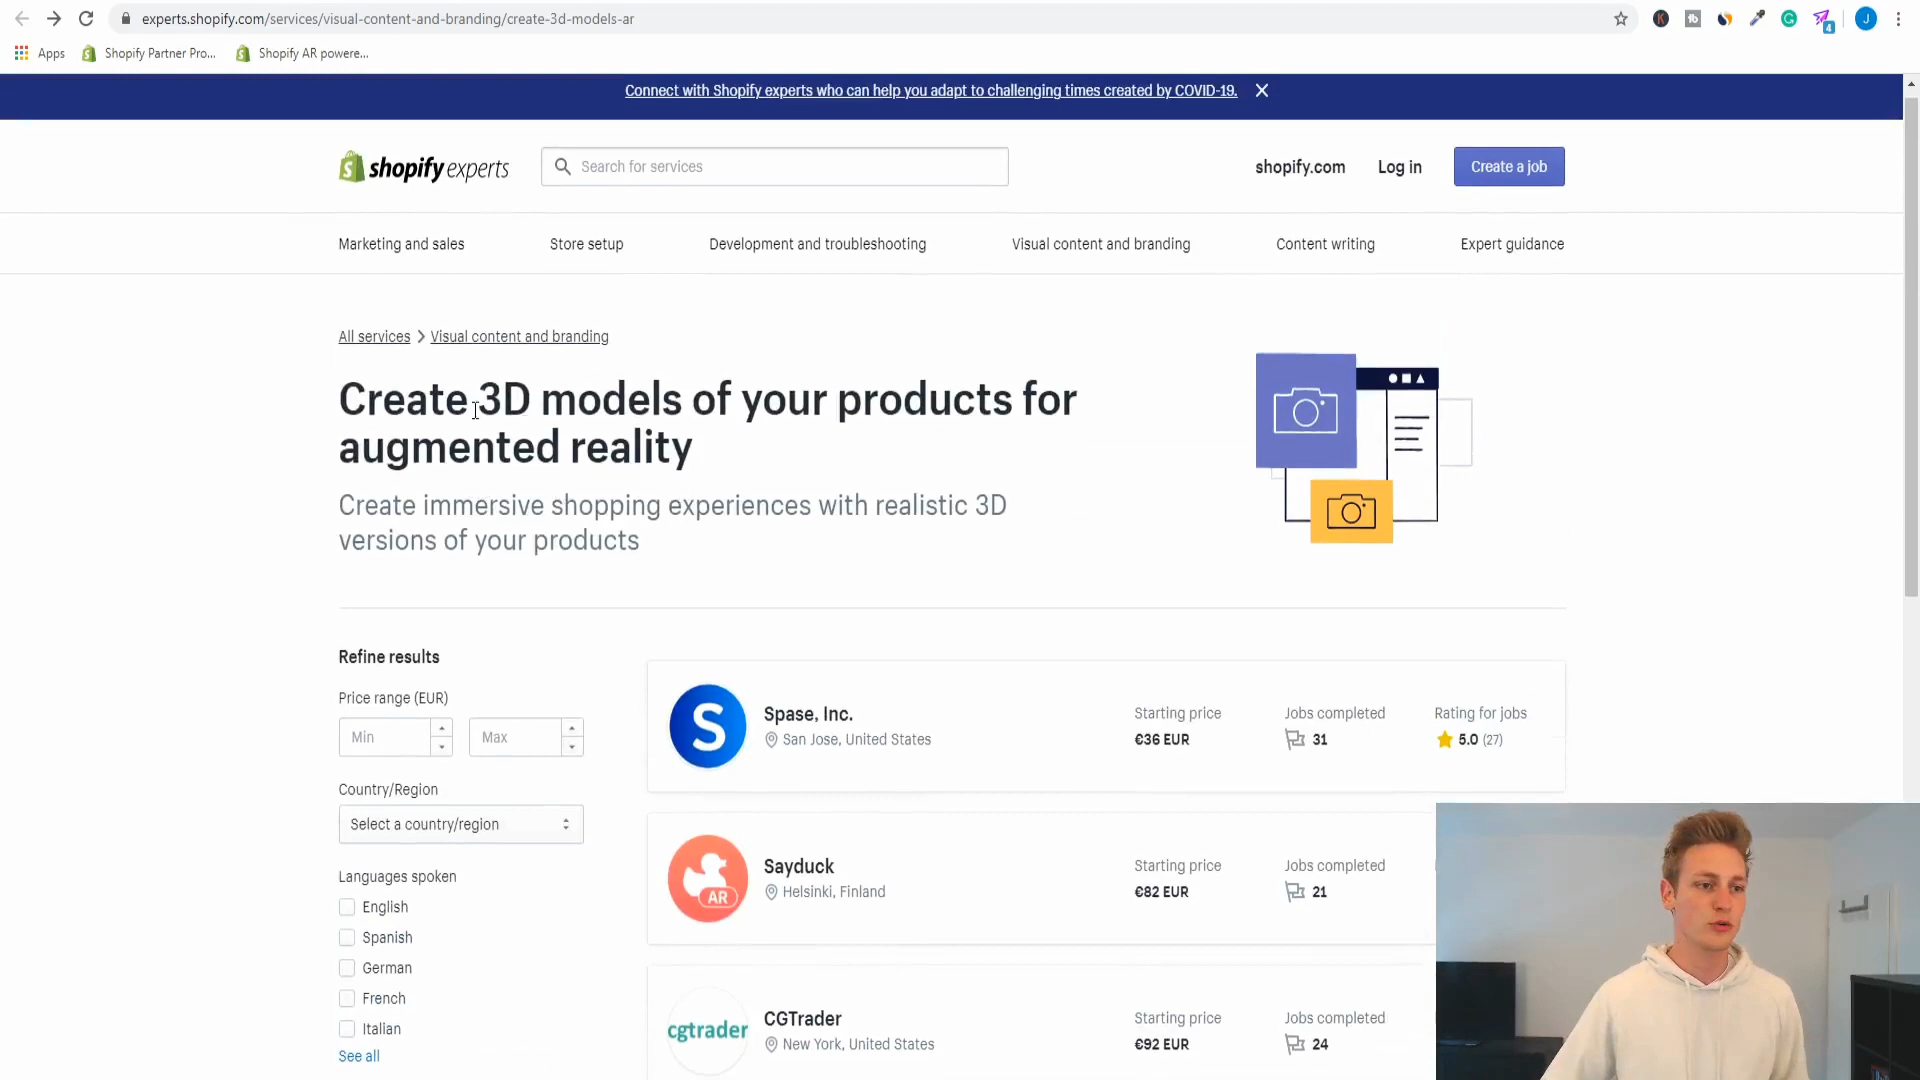 experts.shopify.com/services/visual-content-and-branding/create-3d-models-ar
J
4
Apps
Shopify Partner Pro...
Shopify AR powere...
Connect with Shopify experts who can help you adapt to challenging times created by COVID-19.
shopify experts
Search for services
shopify.com
Log in
Create a job
Marketing and sales
Store setup
Development and troubleshooting
Visual content and branding
Content writing
Expert guidance
All services > Visual content and branding
Create 3D models of your products for
augmented reality
Create immersive shopping experiences with realistic 3D
versions of your products
Refine results
Price range (EUR)
Min
Max
Country/Region
Select a country/region
Languages spoken
English
Spanish
German
French
Italian
See all
S
Spase, Inc.
San Jose, United States
Starting price
€36 EUR
Jobs completed
31
Rating for jobs
5.0 (27)
AR
Sayduck
Helsinki, Finland
Starting price
€82 EUR
Jobs completed
21
cgtrader
CGTrader
New York, United States
Starting price
€92 EUR
Jobs completed
24